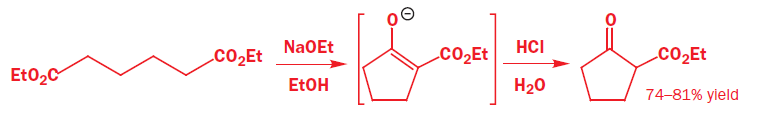 EtO₂C
CO₂Et
NaOEt
EtOH
O⊖
CO₂Et
HCl
H₂O
O
CO₂Et
74–81% yield